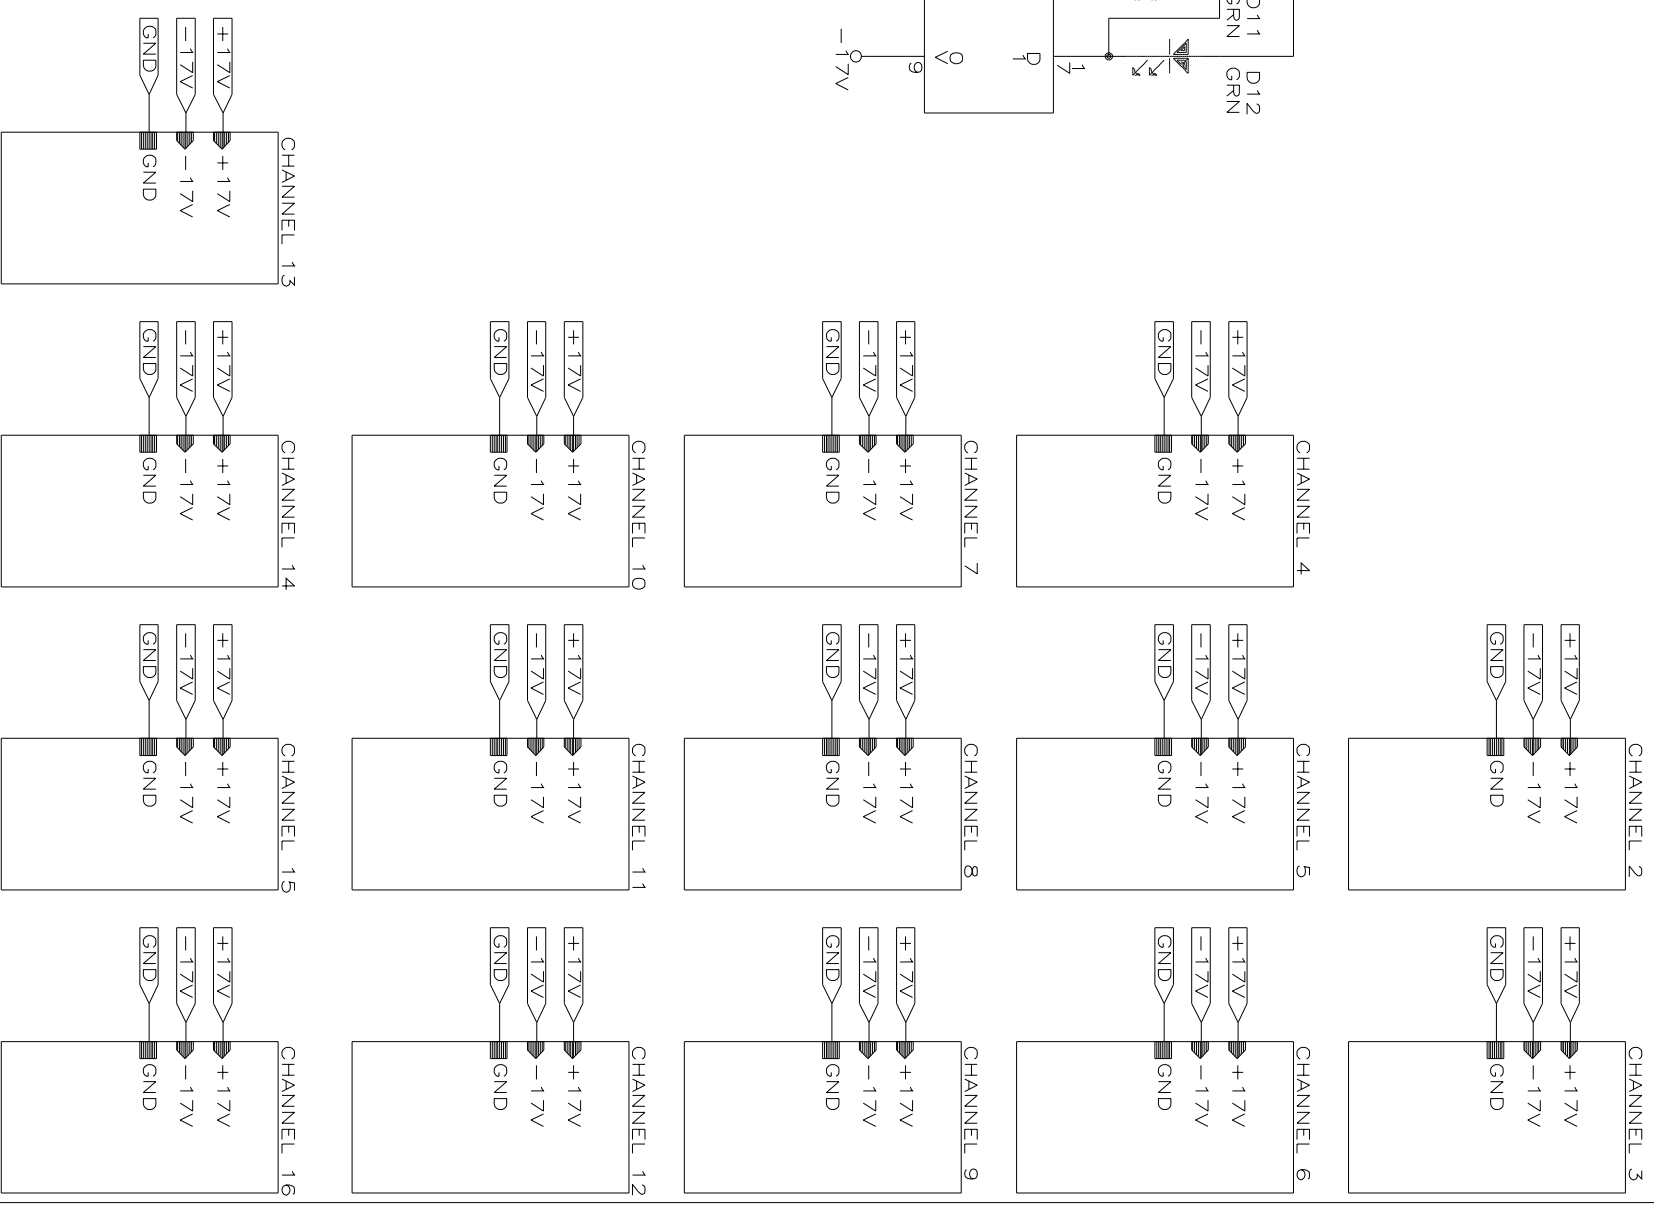 CHANNEL 2
+17V
+17V
-17V
-17V
GND
GND
CHANNEL 3
+17V
+17V
-17V
-17V
GND
GND
D11
GRN
D12
GRN
17
D1
0V
9
-17V
CHANNEL 4
+17V
+17V
-17V
-17V
GND
GND
CHANNEL 5
+17V
+17V
-17V
-17V
GND
GND
CHANNEL 6
+17V
+17V
-17V
-17V
GND
GND
CHANNEL 7
+17V
+17V
-17V
-17V
GND
GND
CHANNEL 8
+17V
+17V
-17V
-17V
GND
GND
CHANNEL 9
+17V
+17V
-17V
-17V
GND
GND
CHANNEL 10
+17V
+17V
-17V
-17V
GND
GND
CHANNEL 11
+17V
+17V
-17V
-17V
GND
GND
CHANNEL 12
+17V
+17V
-17V
-17V
GND
GND
CHANNEL 13
+17V
+17V
-17V
-17V
GND
GND
CHANNEL 14
+17V
+17V
-17V
-17V
GND
GND
CHANNEL 15
+17V
+17V
-17V
-17V
GND
GND
CHANNEL 16
+17V
+17V
-17V
-17V
GND
GND